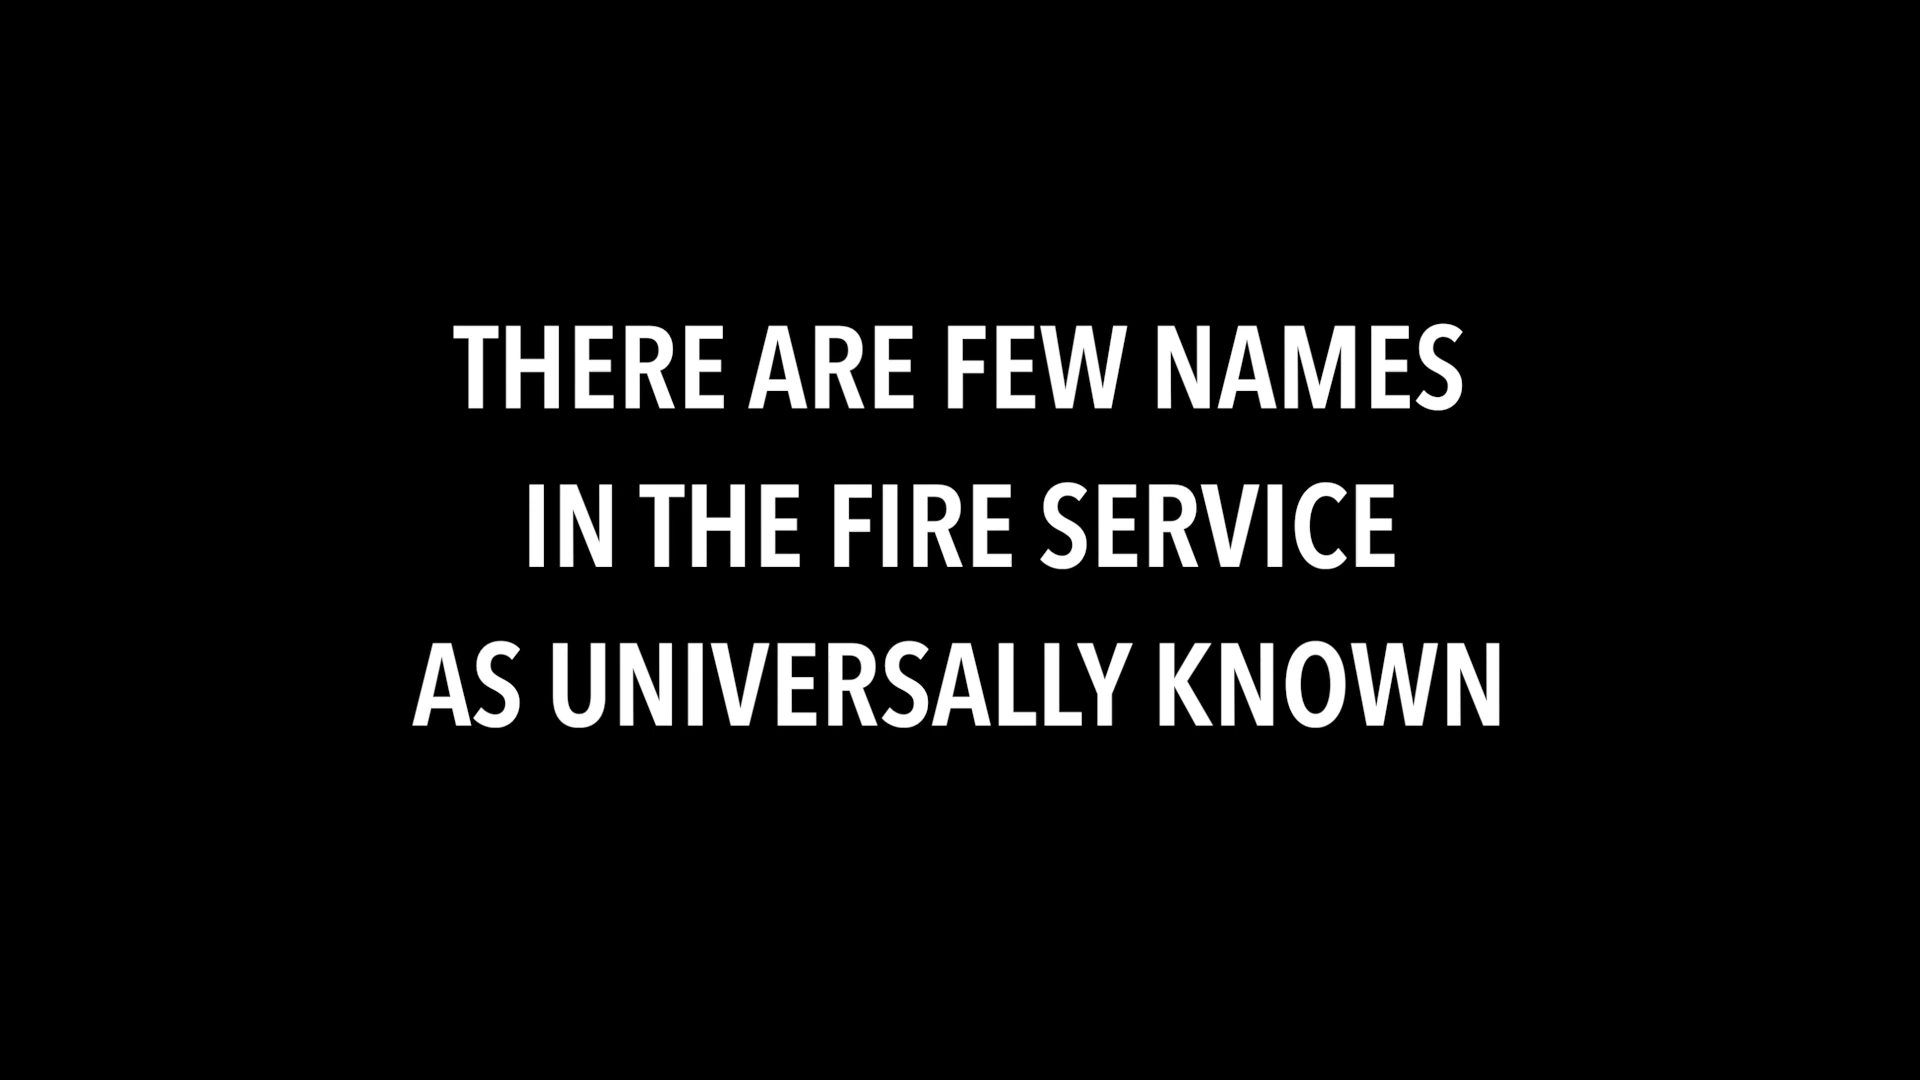 THERE ARE FEW NAMES
IN THE FIRE SERVICE
AS UNIVERSALLY KNOWN